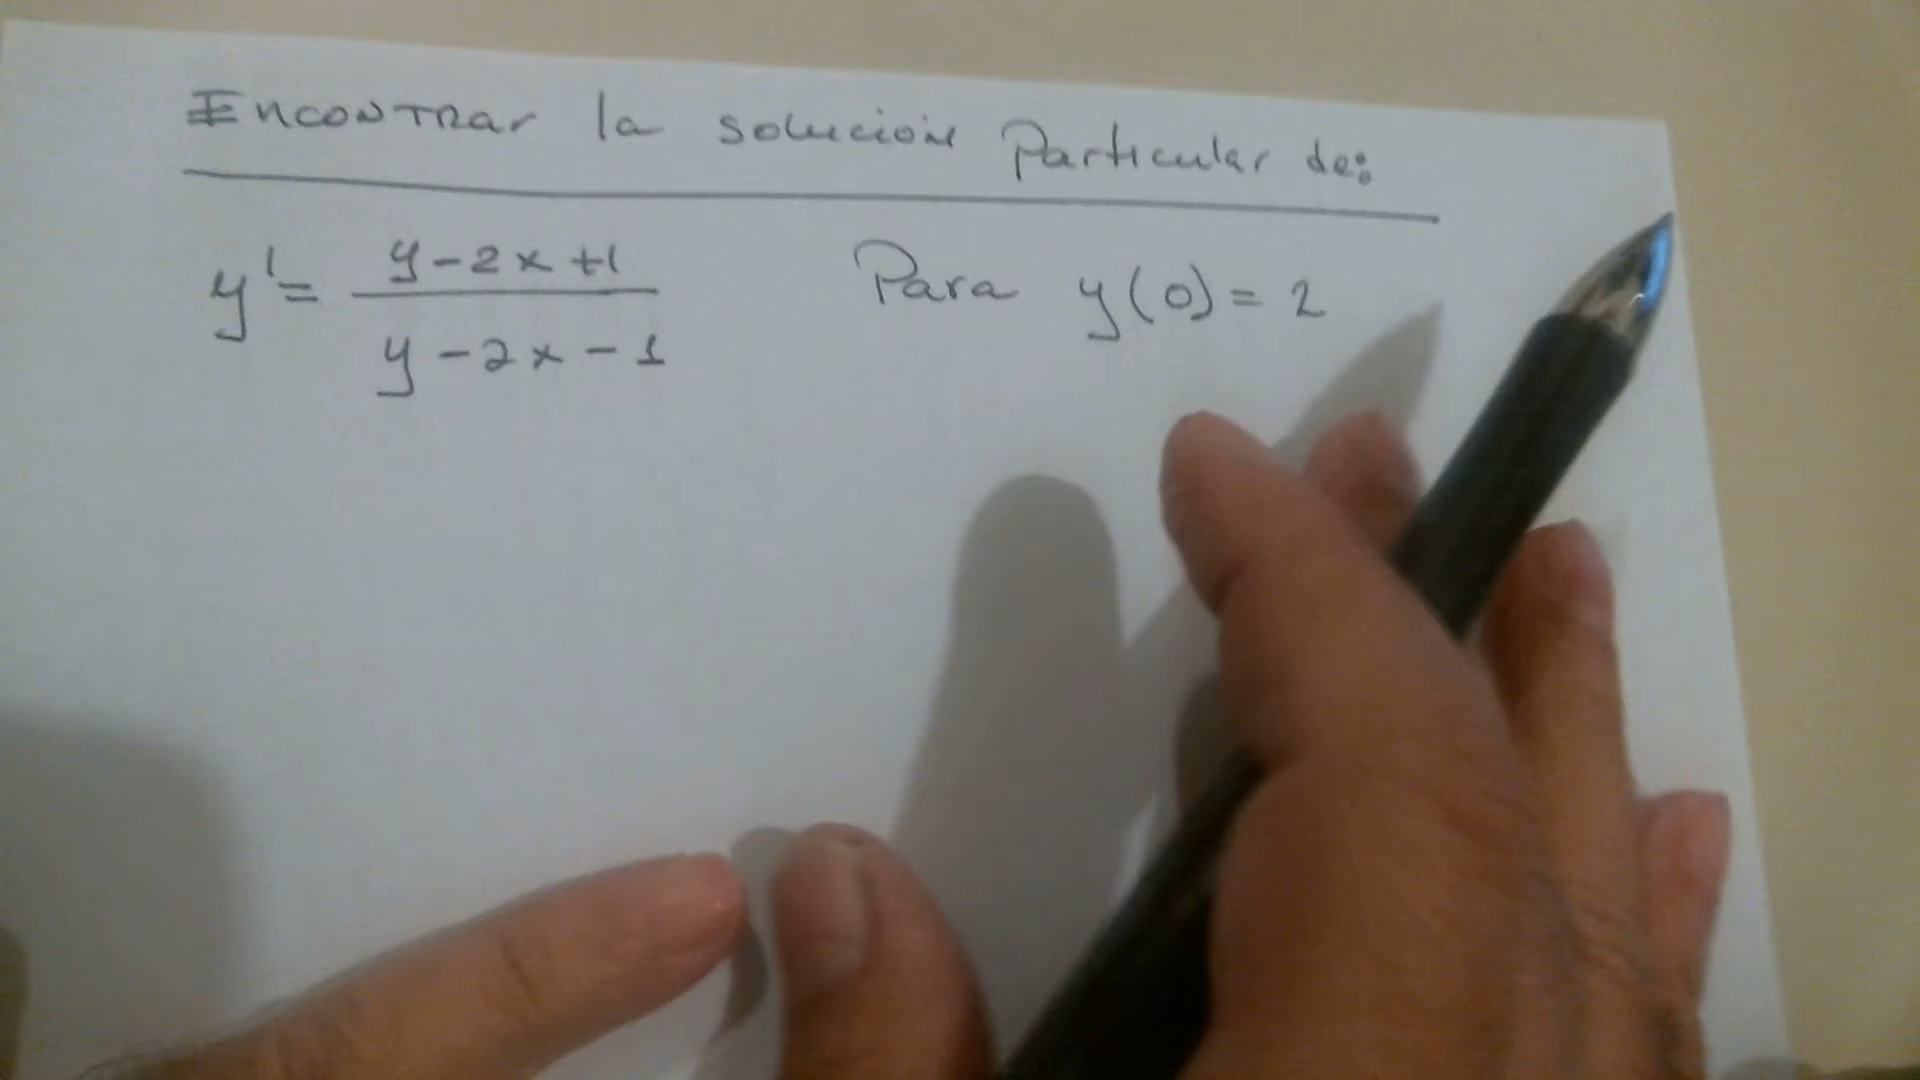 Encontrar la solución Particular de:
y' = y-2x+1 / y-2x-1 Para y(0) = 2